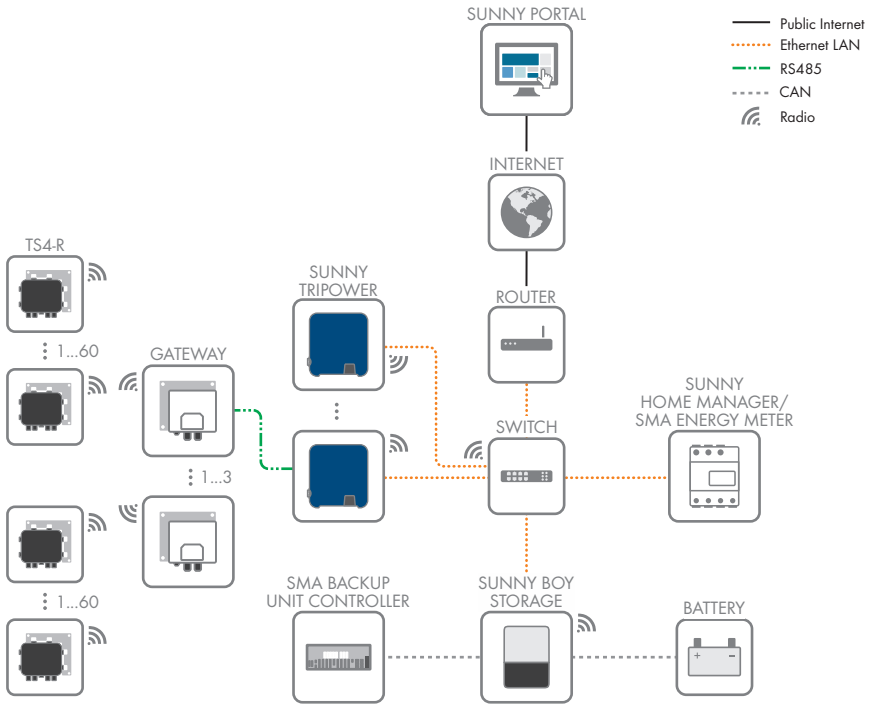 SUNNY PORTAL
Public Internet
Ethernet LAN
RS485
CAN
Radio
INTERNET
TS4-R
SUNNY
TRIPOWER
ROUTER
1...60
GATEWAY
SUNNY
HOME MANAGER/
SMA ENERGY METER
SWITCH
1...3
1...60
SMA BACKUP
UNIT CONTROLLER
SUNNY BOY
STORAGE
BATTERY
+ −